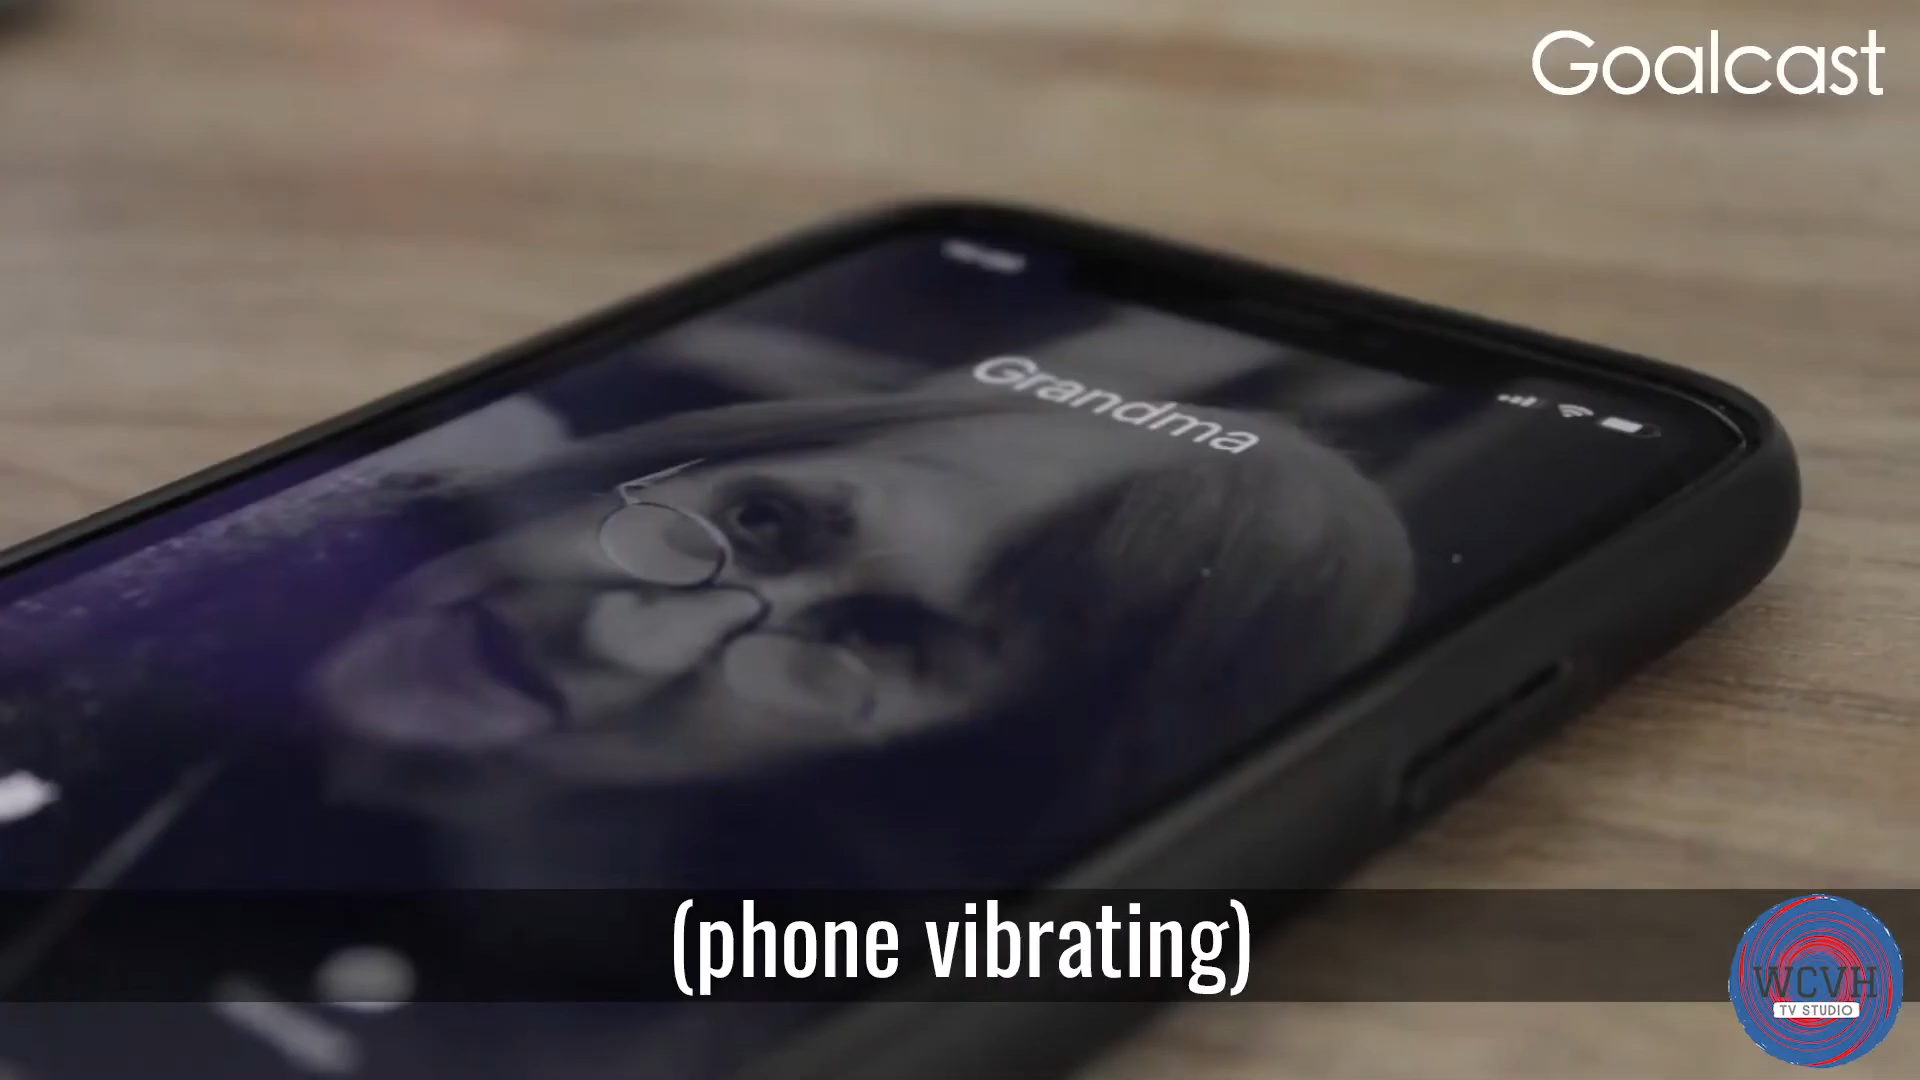 Goalcast
Grandma
(phone vibrating)
WCVH
TV STUDIO